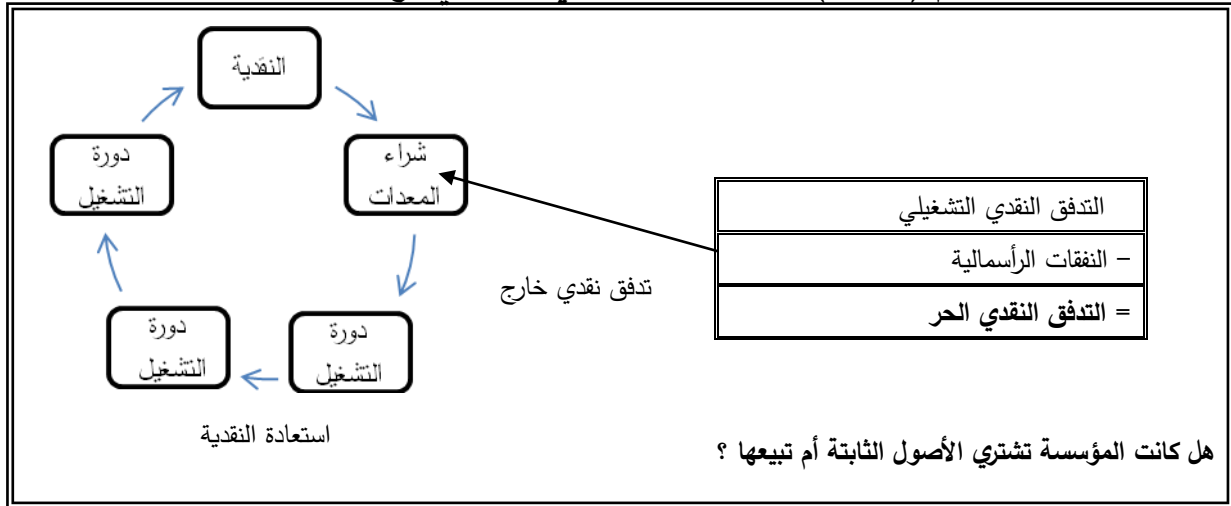 النقدية
شراء
المعدات
دورة
التشغيل
دورة
التشغيل
دورة
التشغيل
استعادة النقدية
تدفق نقدي خارج
التدفق النقدي التشغيلي
– النفقات الرأسمالية
= التدفق النقدي الحر
هل كانت المؤسسة تشتري الأصول الثابتة أم تبيعها ؟